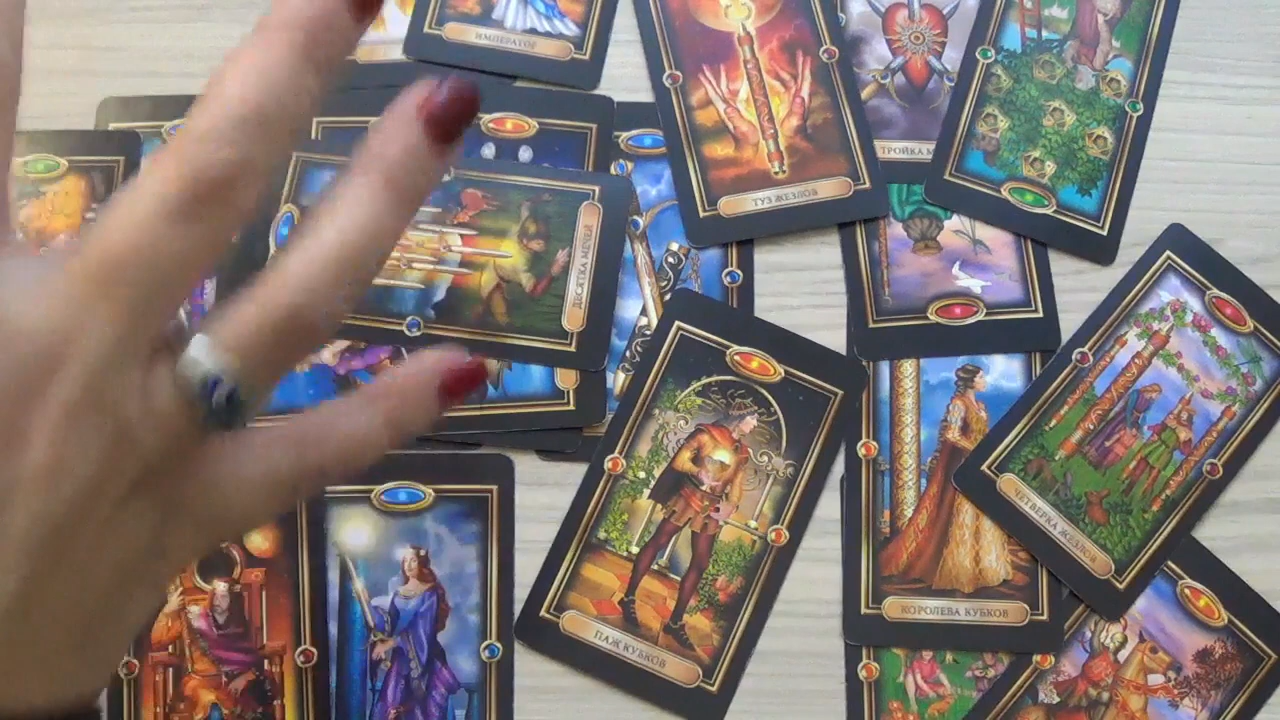 ИМПЕРАТОР
ТУЗ ЖЕЗЛОВ
ТРОЙКА М
ДЕСЯТКА МЕЧЕЙ
ЧЕТВЕРКА ЖЕЗЛОВ
КОРОЛЕВА КУБКОВ
ПАЖ КУБКОВ